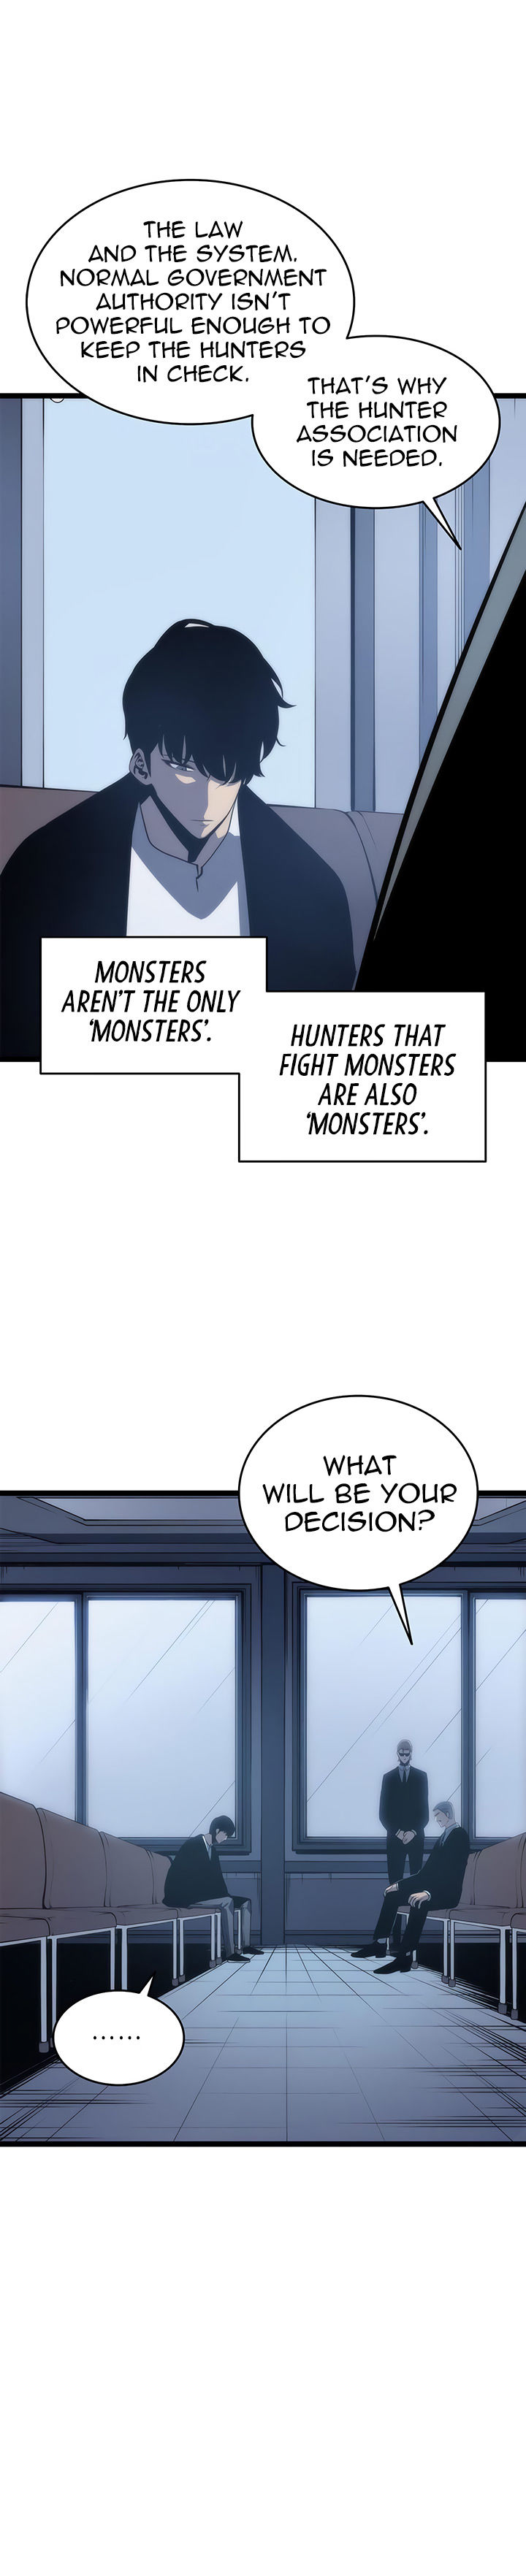 THE LAW
AND THE SYSTEM.
NORMAL GOVERNMENT
AUTHORITY ISN'T
POWERFUL ENOUGH TO
KEEP THE HUNTERS
IN CHECK.
THAT'S WHY
THE HUNTER
ASSOCIATION
IS NEEDED.
MONSTERS
AREN'T THE ONLY
'MONSTERS'.
HUNTERS THAT
FIGHT MONSTERS
ARE ALSO
'MONSTERS'.
WHAT
WILL BE YOUR
DECISION?
......